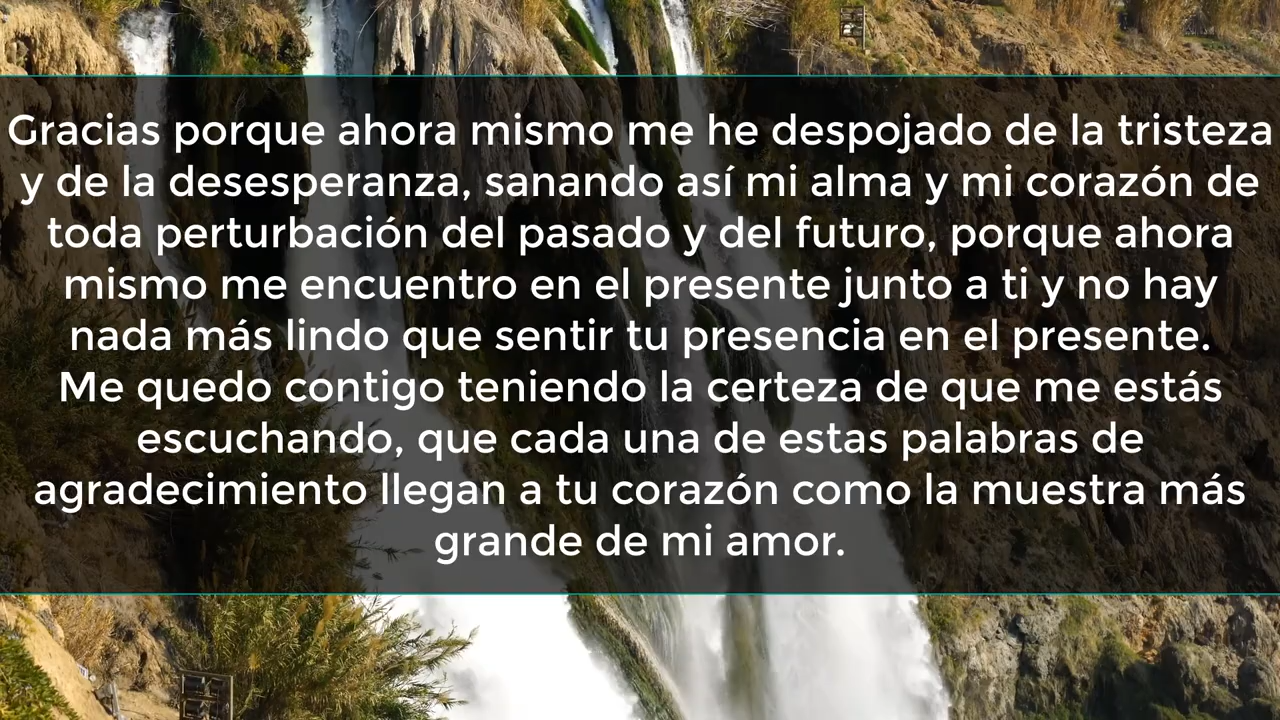 Gracias porque ahora mismo me he despojado de la tristeza
y de la desesperanza, sanando así mi alma y mi corazón de
toda perturbación del pasado y del futuro, porque ahora
mismo me encuentro en el presente junto a ti y no hay
nada más lindo que sentir tu presencia en el presente.
Me quedo contigo teniendo la certeza de que me estás
escuchando, que cada una de estas palabras de
agradecimiento llegan a tu corazón como la muestra más
grande de mi amor.